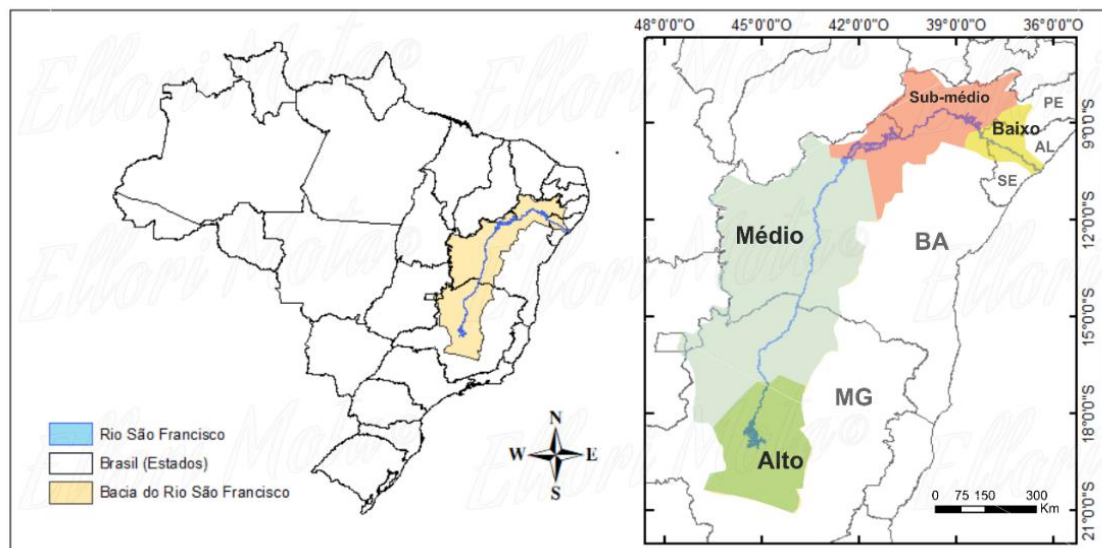 Rio São Francisco
Brasil (Estados)
Bacia do Rio São Francisco
N
W E
S
48°0'0"O 45°0'0"O 42°0'0"O 39°0'0"O 36°0'0"O
9°0'0"S
12°0'0"S
15°0'0"S
18°0'0"S
21°0'0"S
Sub-médio
PE
Baixo
AL
SE
Médio
BA
MG
Alto
0 75 150 300
Km
Ellori Mota©